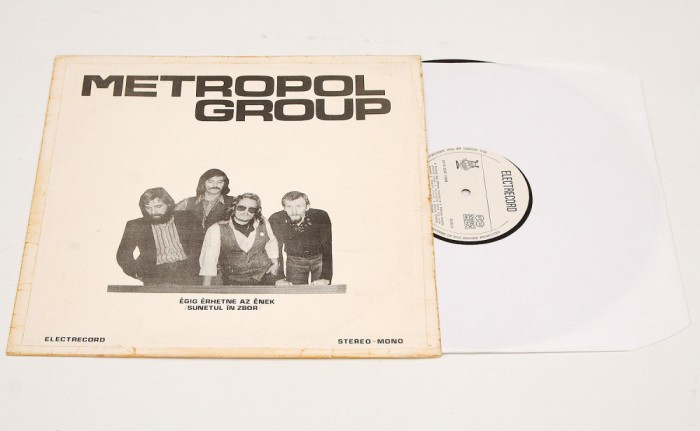 METROPOL
GROUP
ÉGIG ÉRHETNE AZ ÉNEK
(SUNETUL ÎN ZBOR)
ELECTRECORD
STEREO-MONO
ELECTRECORD